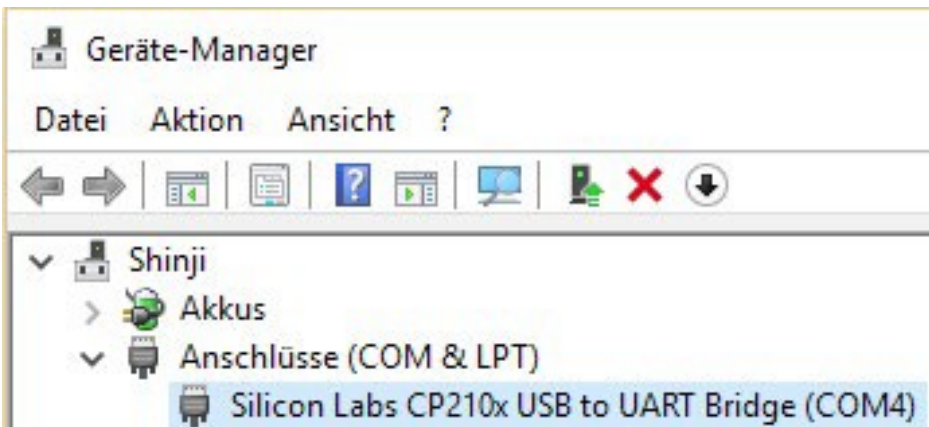 Geräte-Manager
Datei Aktion Ansicht ?
Shinji
Akkus
Anschlüsse (COM & LPT)
Silicon Labs CP210x USB to UART Bridge (COM4)